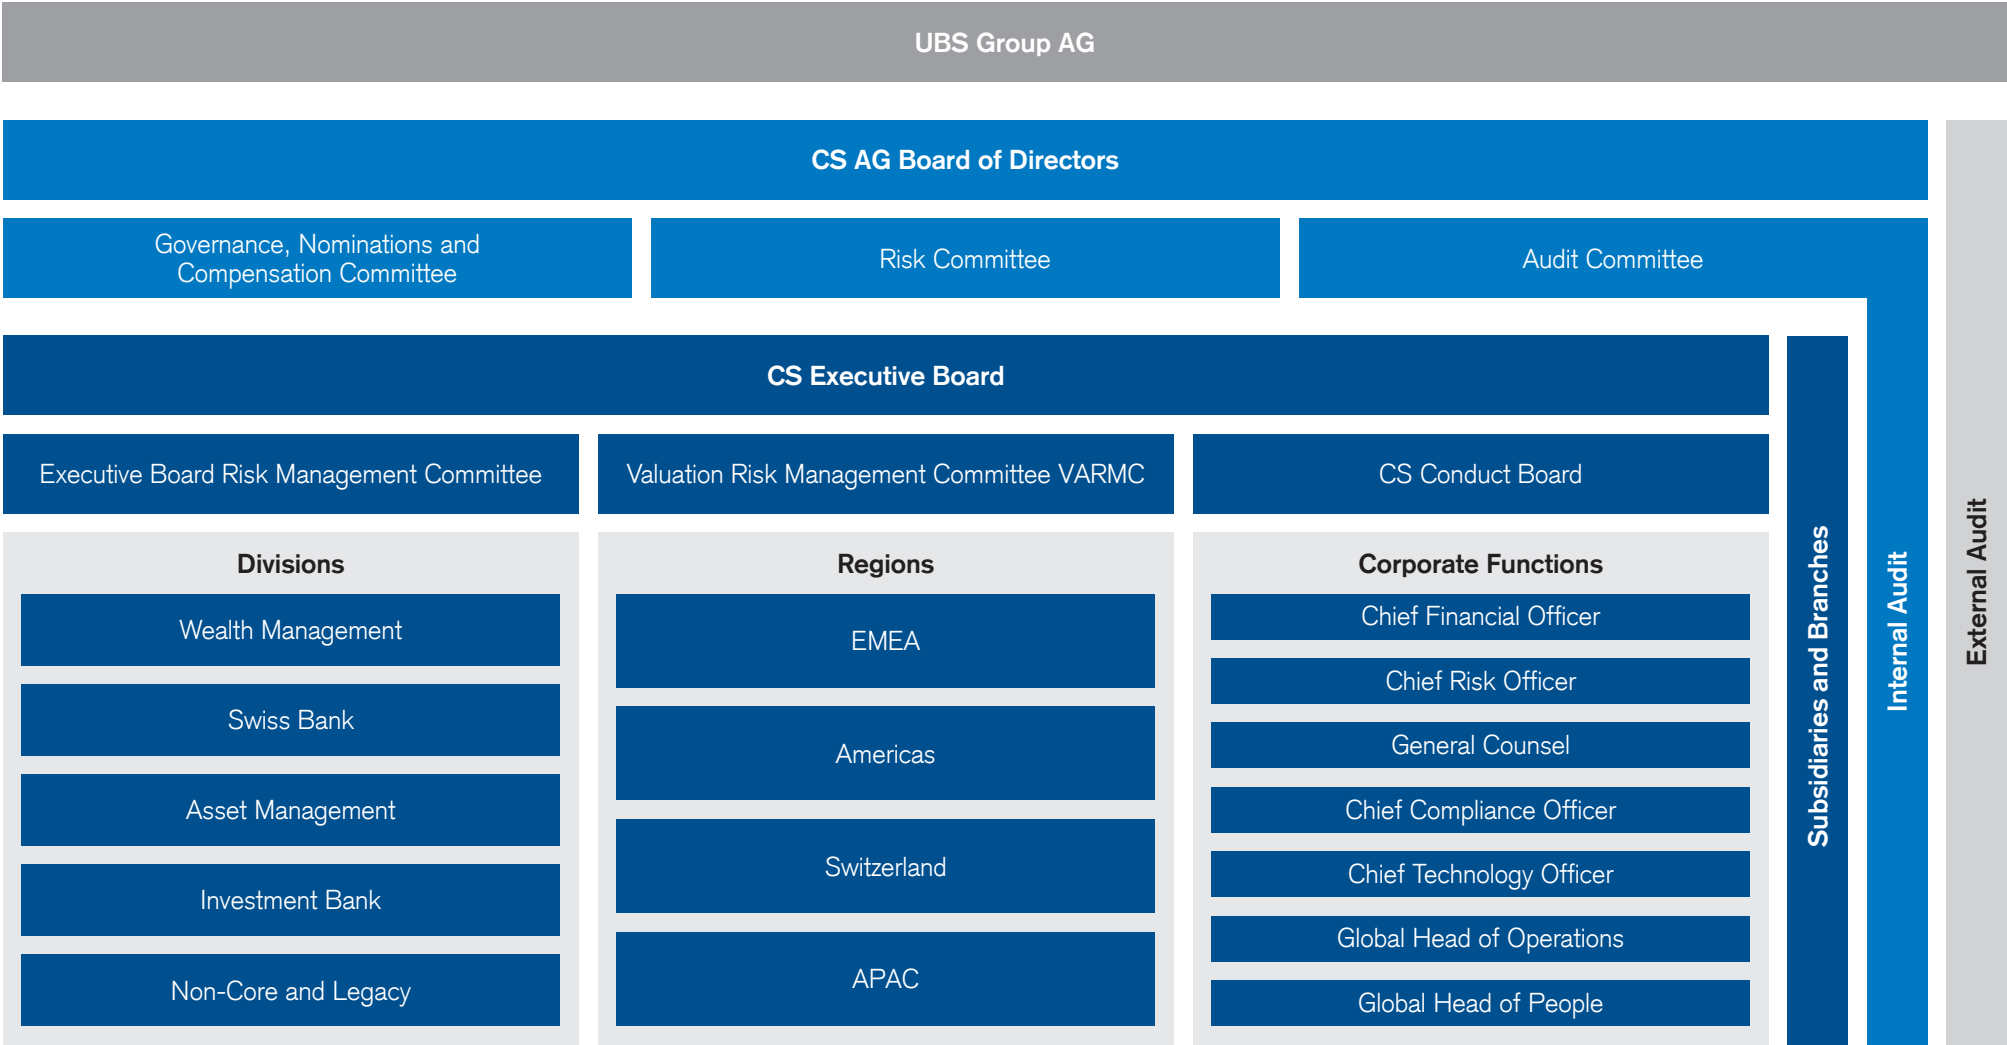 UBS Group AG
CS AG Board of Directors
Governance, Nominations and
Compensation Committee
Risk Committee
Audit Committee
CS Executive Board
Executive Board Risk Management Committee
Valuation Risk Management Committee VARMC
CS Conduct Board
Divisions
Wealth Management
Swiss Bank
Asset Management
Investment Bank
Non-Core and Legacy
Regions
EMEA
Americas
Switzerland
APAC
Corporate Functions
Chief Financial Officer
Chief Risk Officer
General Counsel
Chief Compliance Officer
Chief Technology Officer
Global Head of Operations
Global Head of People
Subsidiaries and Branches
Internal Audit
External Audit